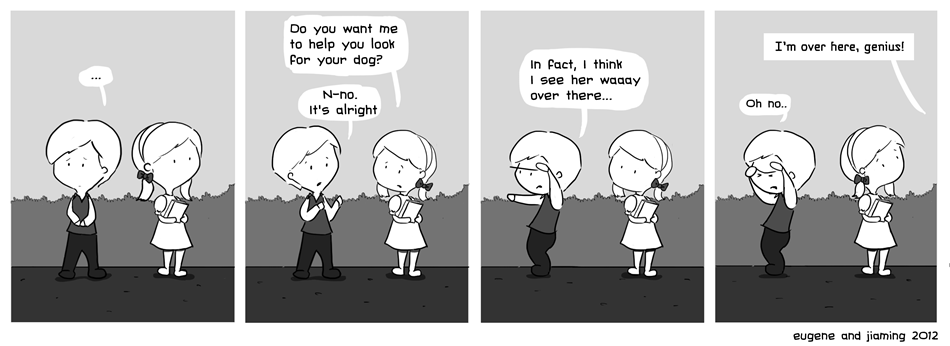 ...
Do you want me
to help you look
for your dog?
N-no.
It's alright
In fact, I think
I see her waaay
over there...
I'm over here, genius!
Oh no..
eugene and jiaming 2012